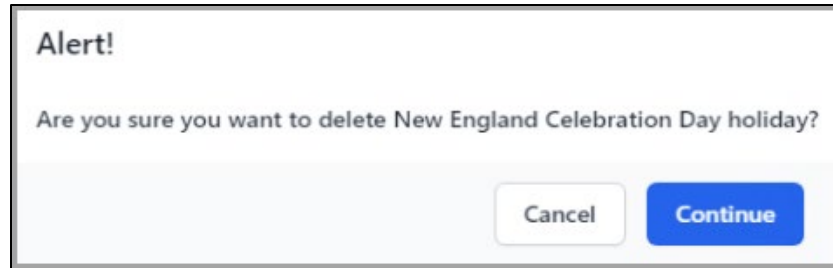 Alert!
Are you sure you want to delete New England Celebration Day holiday?
Cancel Continue